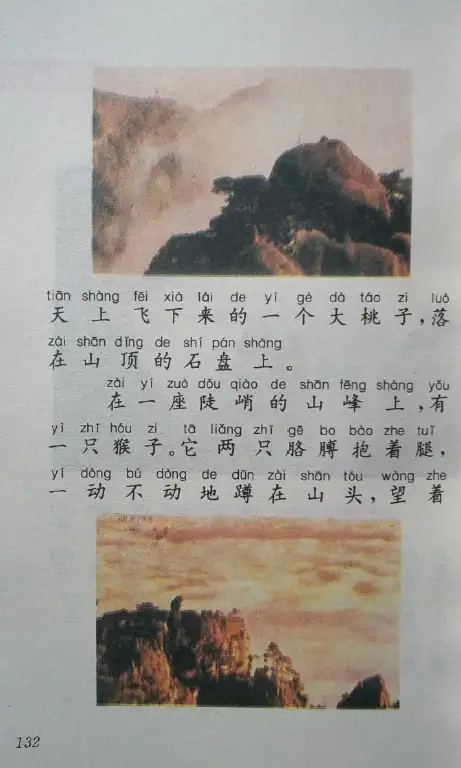 tiān shàng fēi xià lái de yí gè dà táo zi luò
天上飞下来的一个大桃子，落
zài shān dǐng de shí pán shàng
在山顶的石盘上。
zài yí zuò dǒu qiào de shān fēng shàng yǒu
在一座陡峭的山峰上，有
yì zhī hóu zi tā liǎng zhī gē bo bào zhe tuǐ
一只猴子。它两只胳膊抱着腿，
yí dòng bú dòng de dūn zài shān tóu wàng zhe
一动不动地蹲在山头，望着
132